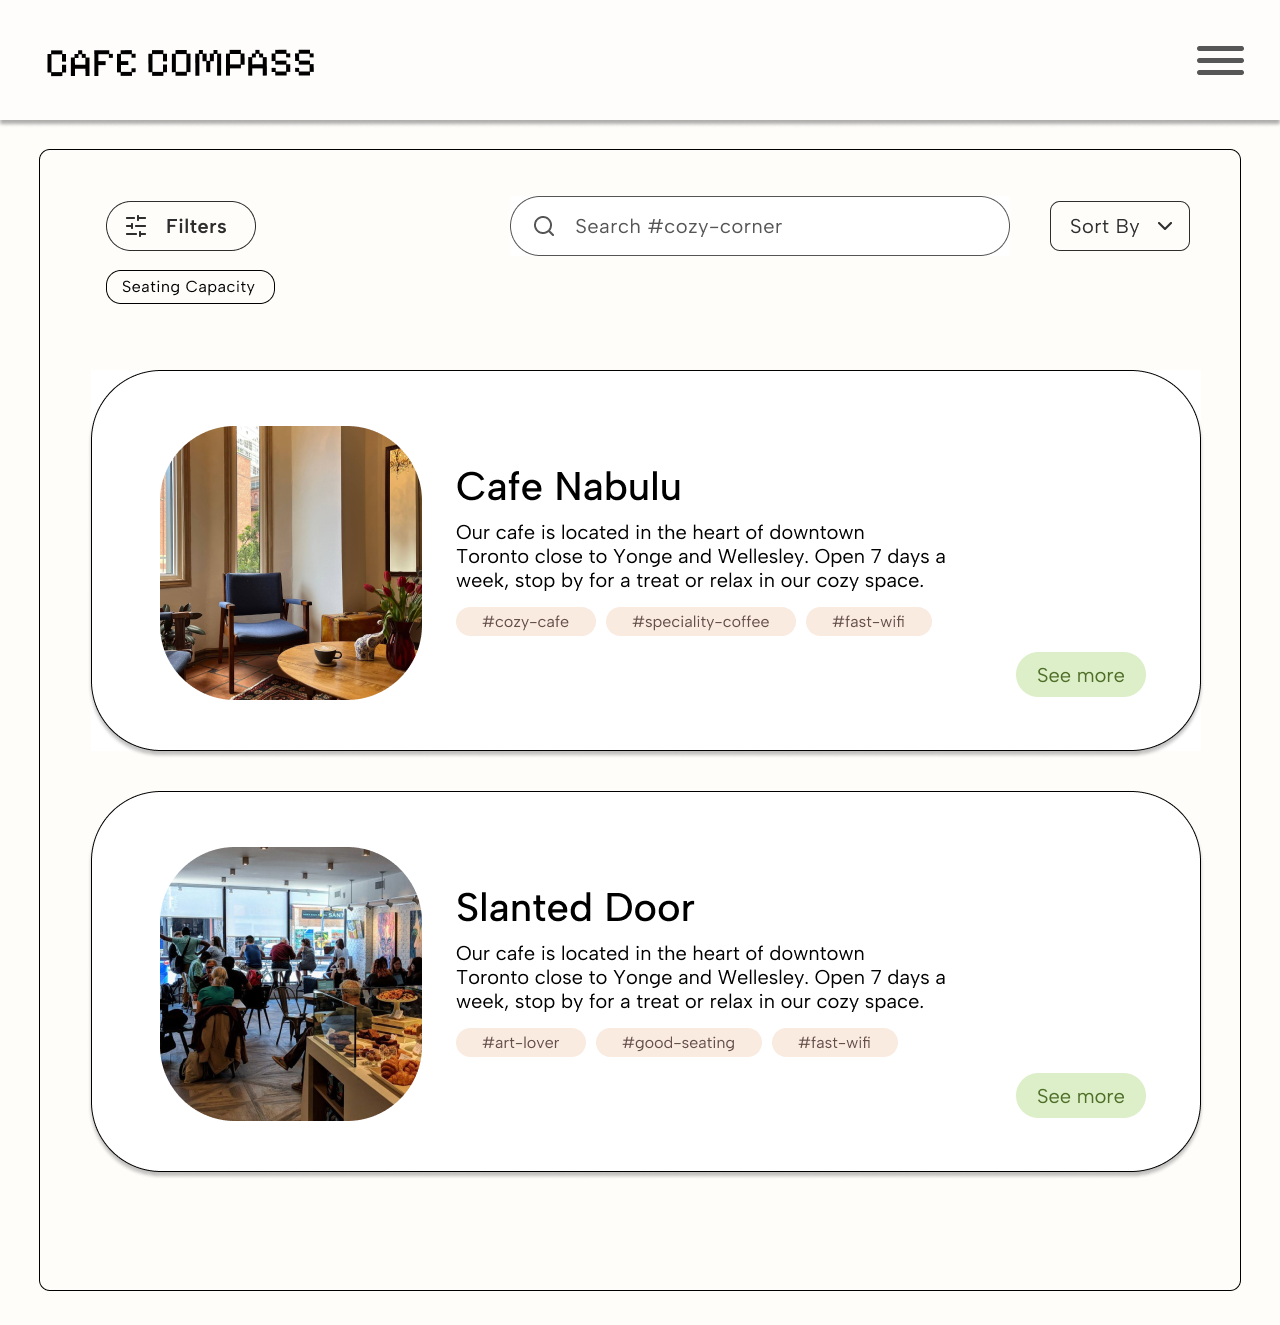 CAFE COMPASS
Filters
Search #cozy-corner
Sort By
Seating Capacity
Cafe Nabulu
Our cafe is located in the heart of downtown
Toronto close to Yonge and Wellesley. Open 7 days a
week, stop by for a treat or relax in our cozy space.
#cozy-cafe #speciality-coffee #fast-wifi
See more
Slanted Door
Our cafe is located in the heart of downtown
Toronto close to Yonge and Wellesley. Open 7 days a
week, stop by for a treat or relax in our cozy space.
#art-lover #good-seating #fast-wifi
See more